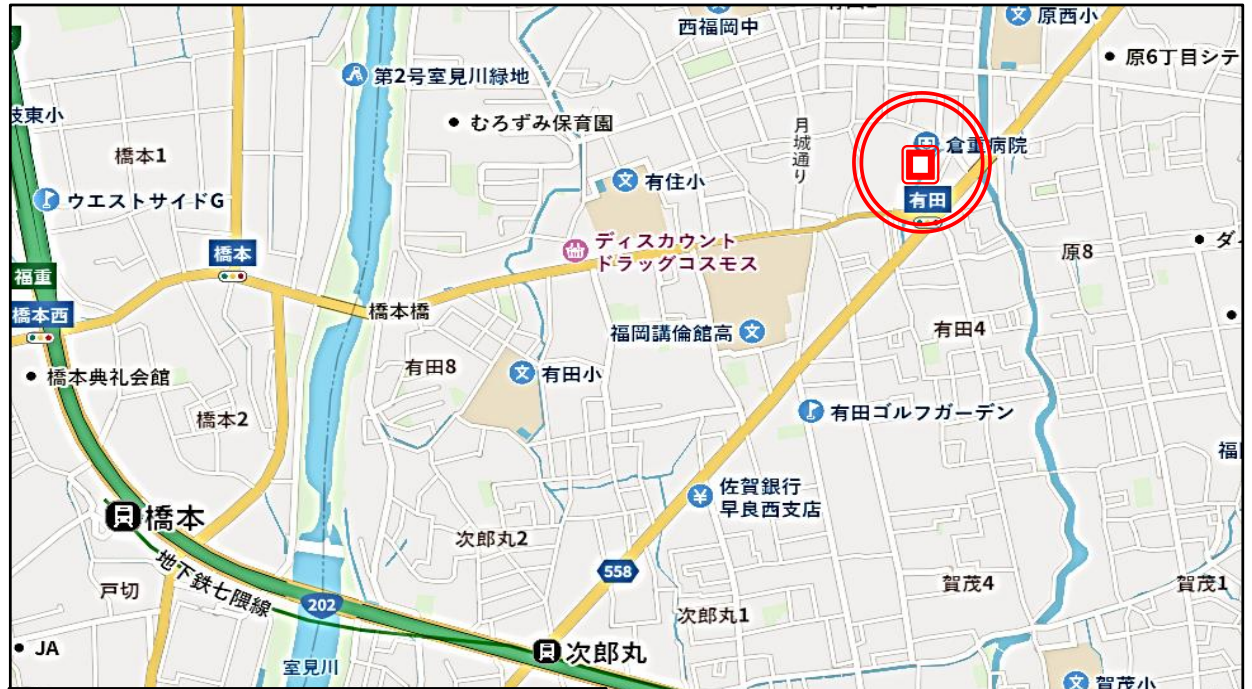 西福岡中
原西小
原6丁目シテ
第2号室見川緑地
枝東小
むろずみ保育園
月城通り
倉重病院
橋本1
有住小
ウエストサイドG
有田
橋本
ディスカウント
ドラッグコスモス
ダ
原8
福重
橋本西
橋本橋
福岡講倫館高
有田4
有田8
有田小
橋本典礼会館
橋本2
有田ゴルフガーデン
佐賀銀行
早良西支店
橋本
次郎丸2
地下鉄七隈線
558
戸切
202
賀茂4
賀茂1
次郎丸1
JA
次郎丸
室見川
賀茂小